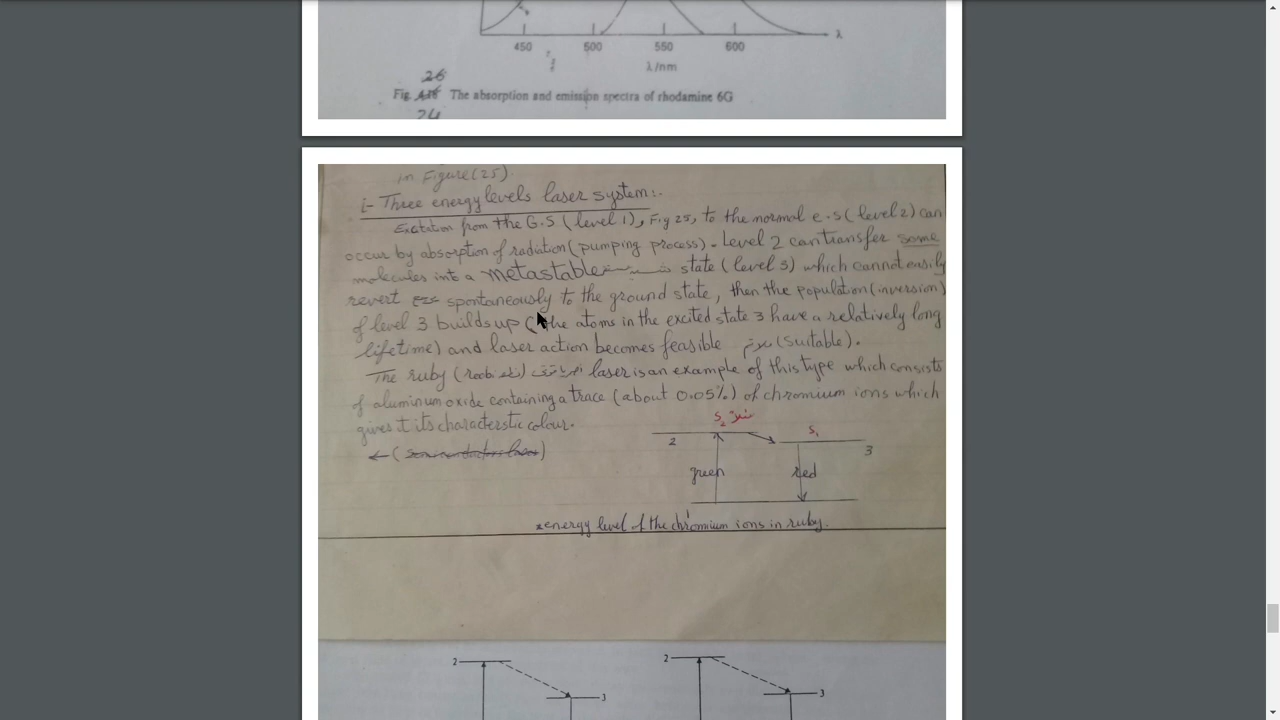 450 500 550 600 λ
λ/nm
26
Fig. The absorption and emission spectra of rhodamine 6G
24
in Figure (25).
i- Three energy levels laser system:-
Excitation from the G.S (level 1), Fig 25, to the normal e.s (level 2) can
occur by absorption of radiation (pumping process). Level 2 can transfer some
molecules into a metastable state (level 3) which cannot easily
revert spontaneously to the ground state, then the population (inversion)
of level 3 builds up (the atoms in the excited state 3 have a relatively long
lifetime) and laser action becomes feasible (suitable).
The ruby laser is an example of this type which consists
of aluminum oxide containing a trace (about 0.05%) of chromium ions which
gives it its characterstic colour.
← (semiconductor laser)
S2 S1
2 3
green red
1
energy level of the chromium ions in ruby.
2 2
3 3